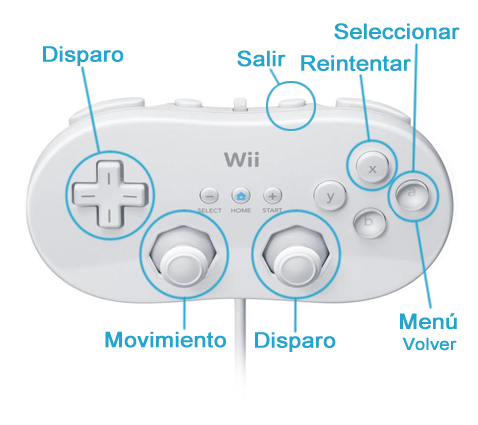 Seleccionar
Disparo
Salir
Reintentar
Wii
x
a
y
b
SELECT HOME START
Movimiento
Disparo
Menú
Volver